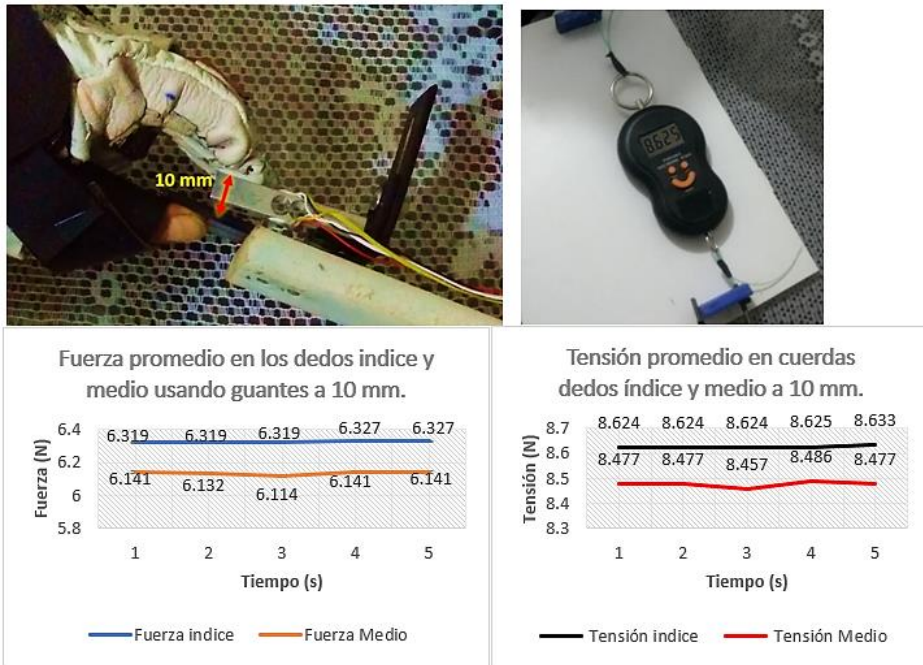 10 mm
8.625
Fuerza promedio en los dedos indice y
medio usando guantes a 10 mm.
Fuerza (N)
6.4
6.2
6
5.8
6.319 6.319 6.319 6.327 6.327
6.141 6.132 6.114 6.141 6.141
1 2 3 4 5
Tiempo (s)
Fuerza indice Fuerza Medio
Tensión promedio en cuerdas
dedos índice y medio a 10 mm.
Tensión (N)
8.7
8.6
8.5
8.4
8.3
8.624 8.624 8.624 8.625 8.633
8.477 8.477 8.457 8.486 8.477
1 2 3 4 5
Tiempo (s)
Tensión indice Tensión Medio